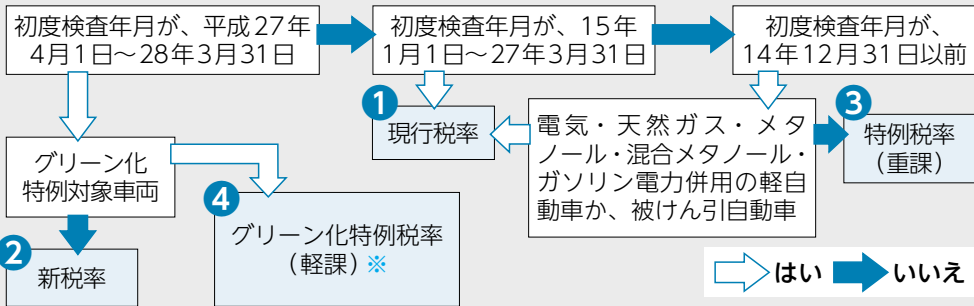 初度検査年月が、平成27年
4月1日～28年3月31日
初度検査年月が、15年
1月1日～27年3月31日
初度検査年月が、
14年12月31日以前
1
現行税率
電気・天然ガス・メタ
ノール・混合メタノール・
ガソリン電力併用の軽自
動車か、被けん引自動車
3
特例税率
（重課）
グリーン化
特例対象車両
4
グリーン化特例税率
（軽課）※
2
新税率
はい
いいえ